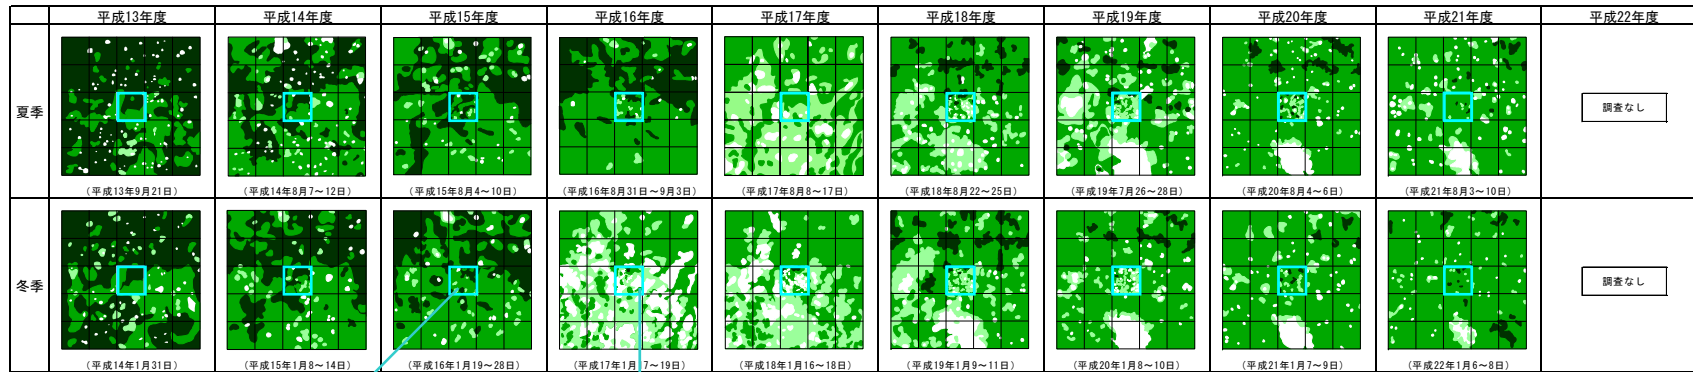 平成13年度 平成14年度 平成15年度 平成16年度 平成17年度 平成18年度 平成19年度 平成20年度 平成21年度 平成22年度
夏季
調査なし
(平成13年9月21日) (平成14年8月7~12日) (平成15年8月4~10日) (平成16年8月31日~9月3日) (平成17年8月8~17日) (平成18年8月22~25日) (平成19年7月26~28日) (平成20年8月4~6日) (平成21年8月3~10日)
冬季
調査なし
(平成14年1月31日) (平成15年1月8~14日) (平成16年1月19~28日) (平成17年1月 7~19日) (平成18年1月16~18日) (平成19年1月9~11日) (平成20年1月8~10日) (平成21年1月7~9日) (平成22年1月6~8日)